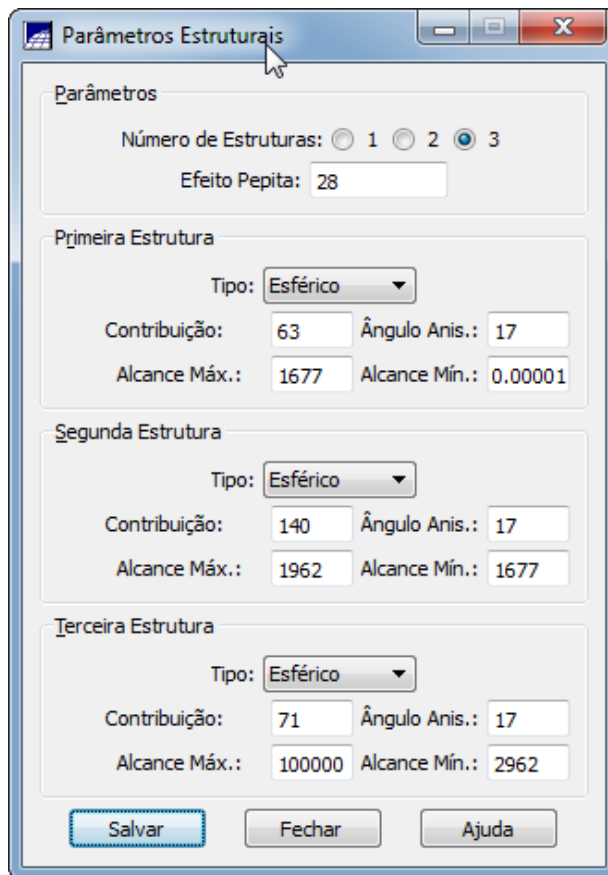 Parâmetros Estruturais
Parâmetros
Número de Estruturas: 1 2 3
Efeito Pepita: 28
Primeira Estrutura
Tipo: Esférico
Contribuição: 63 Ângulo Anis.: 17
Alcance Máx.: 1677 Alcance Mín.: 0.00001
Segunda Estrutura
Tipo: Esférico
Contribuição: 140 Ângulo Anis.: 17
Alcance Máx.: 1962 Alcance Mín.: 1677
Terceira Estrutura
Tipo: Esférico
Contribuição: 71 Ângulo Anis.: 17
Alcance Máx.: 100000 Alcance Mín.: 2962
Salvar Fechar Ajuda